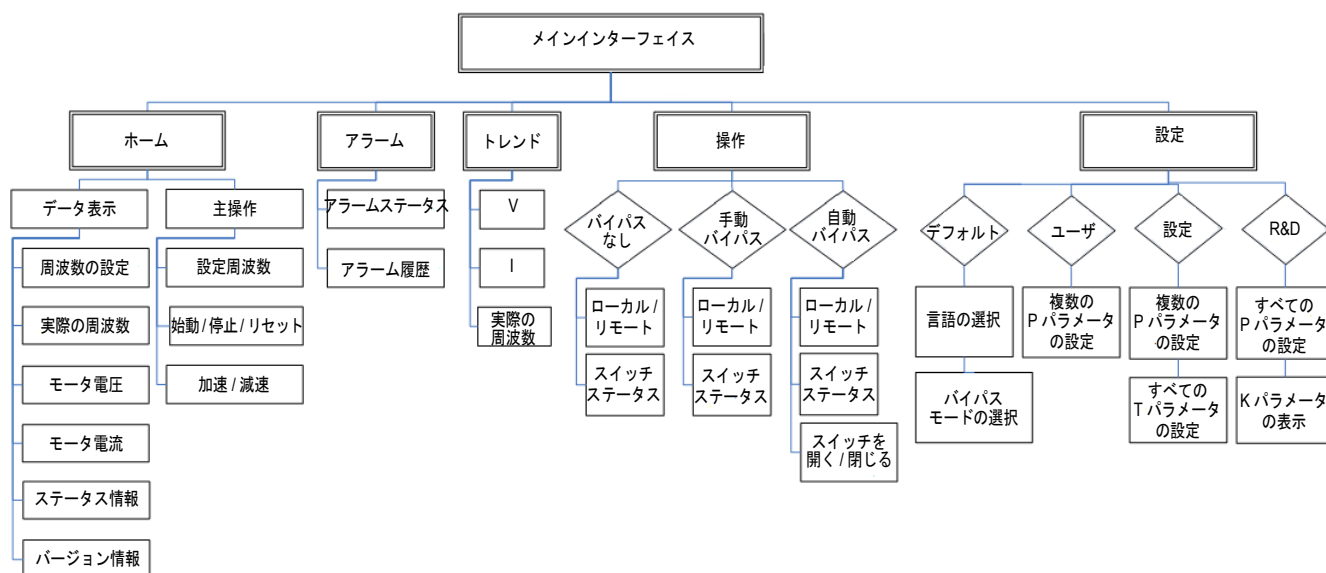 メインインターフェイス
ホーム
アラーム
トレンド
操作
設定
データ表示
主操作
周波数の設定
実際の周波数
モータ電圧
モータ電流
ステータス情報
バージョン情報
設定周波数
始動 / 停止 / リセット
加速 / 減速
アラームステータス
アラーム履歴
V
I
実際の
周波数
バイパス
なし
ローカル /
リモート
スイッチ
ステータス
手動
バイパス
ローカル /
リモート
スイッチ
ステータス
自動
バイパス
ローカル /
リモート
スイッチ
ステータス
スイッチを
開く / 閉じる
デフォルト
言語の選択
バイパス
モードの選択
ユーザ
複数の
P パラメータ
の設定
設定
複数の
P パラメータ
の設定
すべての
T パラメータ
の設定
R&D
すべての
P パラメータ
の設定
K パラメータ
の表示